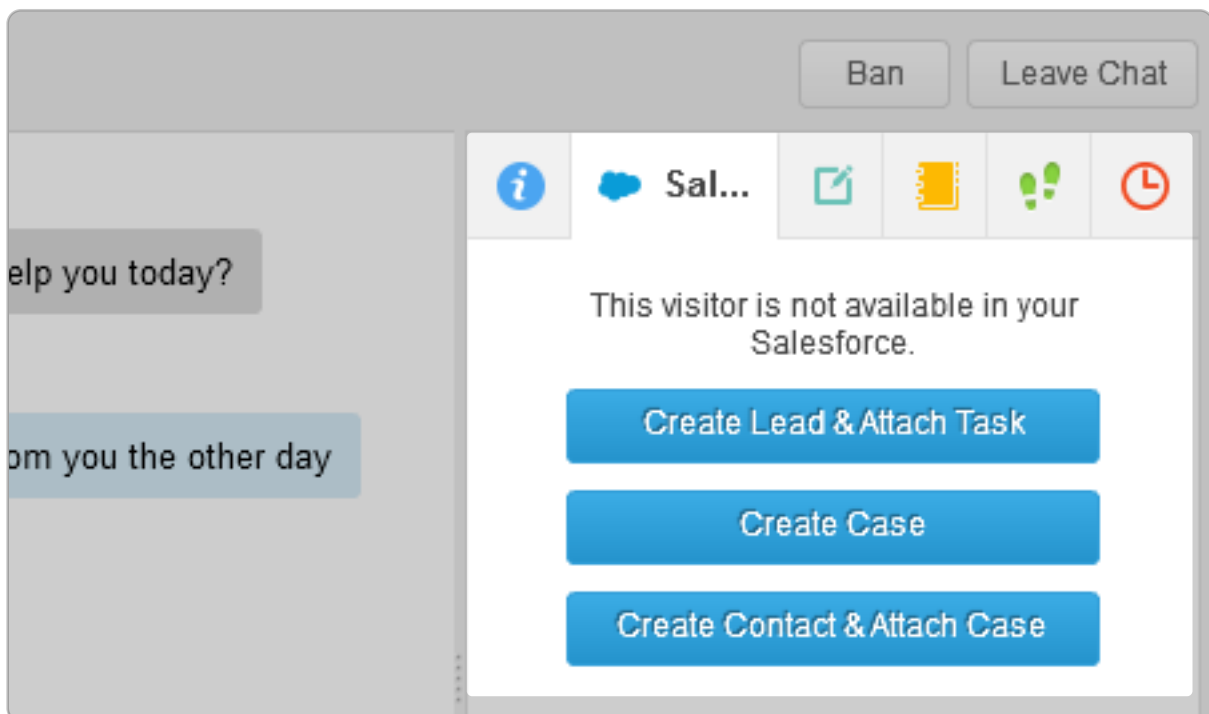 Ban
Leave Chat
Sal...
elp you today?
This visitor is not available in your
Salesforce.
Create Lead & Attach Task
om you the other day
Create Case
Create Contact & Attach Case